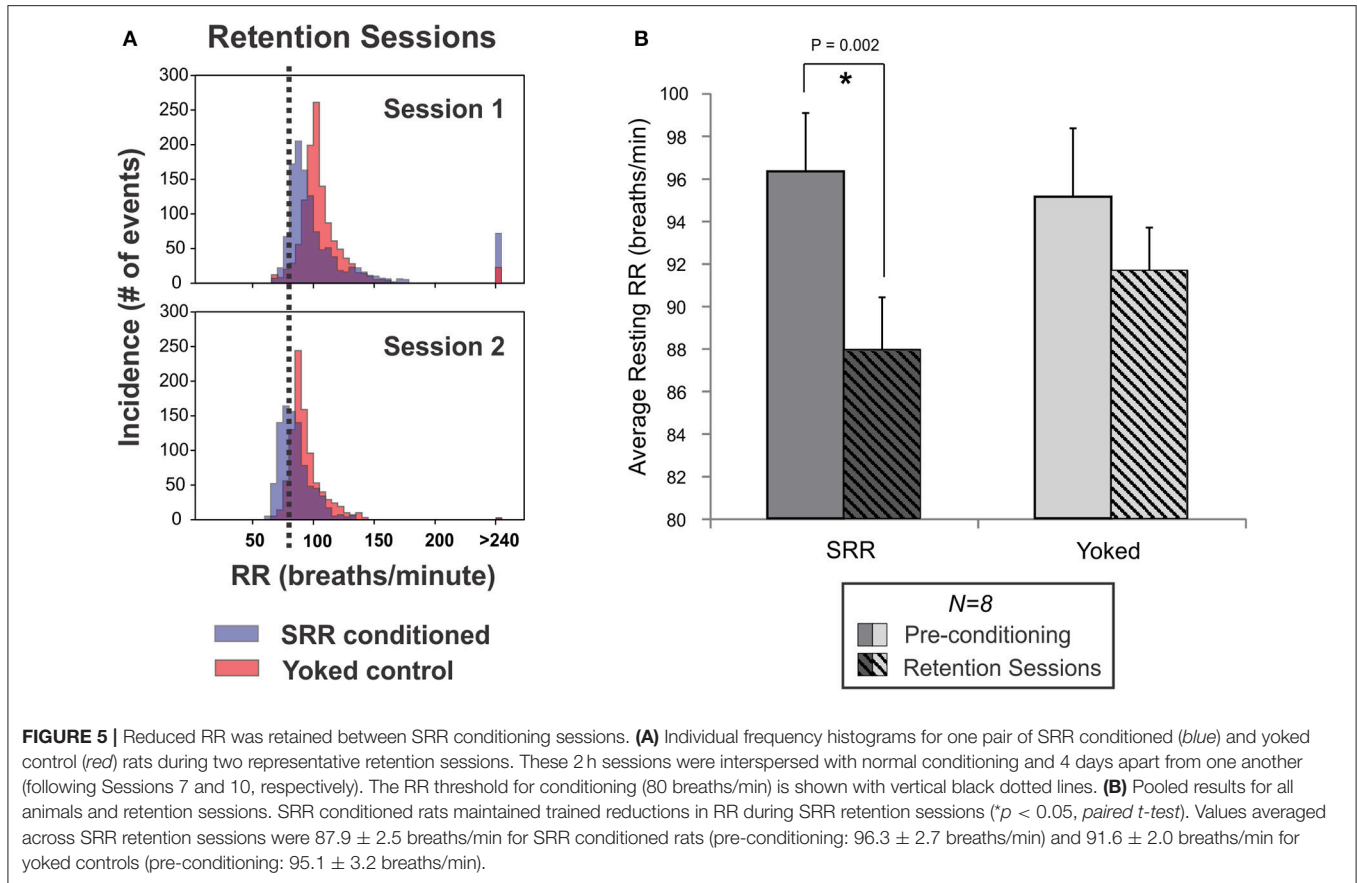 A
Retention Sessions
300
250
200
150
100
50
0
Session 1
300
250
200
150
100
50
0
Session 2
Incidence (# of events)
50 100 150 200 >240
RR (breaths/minute)
SRR conditioned
Yoked control
B
P = 0.002
*
100
98
96
94
92
90
88
86
84
82
80
Average Resting RR (breaths/min)
SRR Yoked
N=8
Pre-conditioning
Retention Sessions
FIGURE 5 | Reduced RR was retained between SRR conditioning sessions. (A) Individual frequency histograms for one pair of SRR conditioned (blue) and yoked
control (red) rats during two representative retention sessions. These 2 h sessions were interspersed with normal conditioning and 4 days apart from one another
(following Sessions 7 and 10, respectively). The RR threshold for conditioning (80 breaths/min) is shown with vertical black dotted lines. (B) Pooled results for all
animals and retention sessions. SRR conditioned rats maintained trained reductions in RR during SRR retention sessions (*p < 0.05, paired t-test). Values averaged
across SRR retention sessions were 87.9 ± 2.5 breaths/min for SRR conditioned rats (pre-conditioning: 96.3 ± 2.7 breaths/min) and 91.6 ± 2.0 breaths/min for
yoked controls (pre-conditioning: 95.1 ± 3.2 breaths/min).